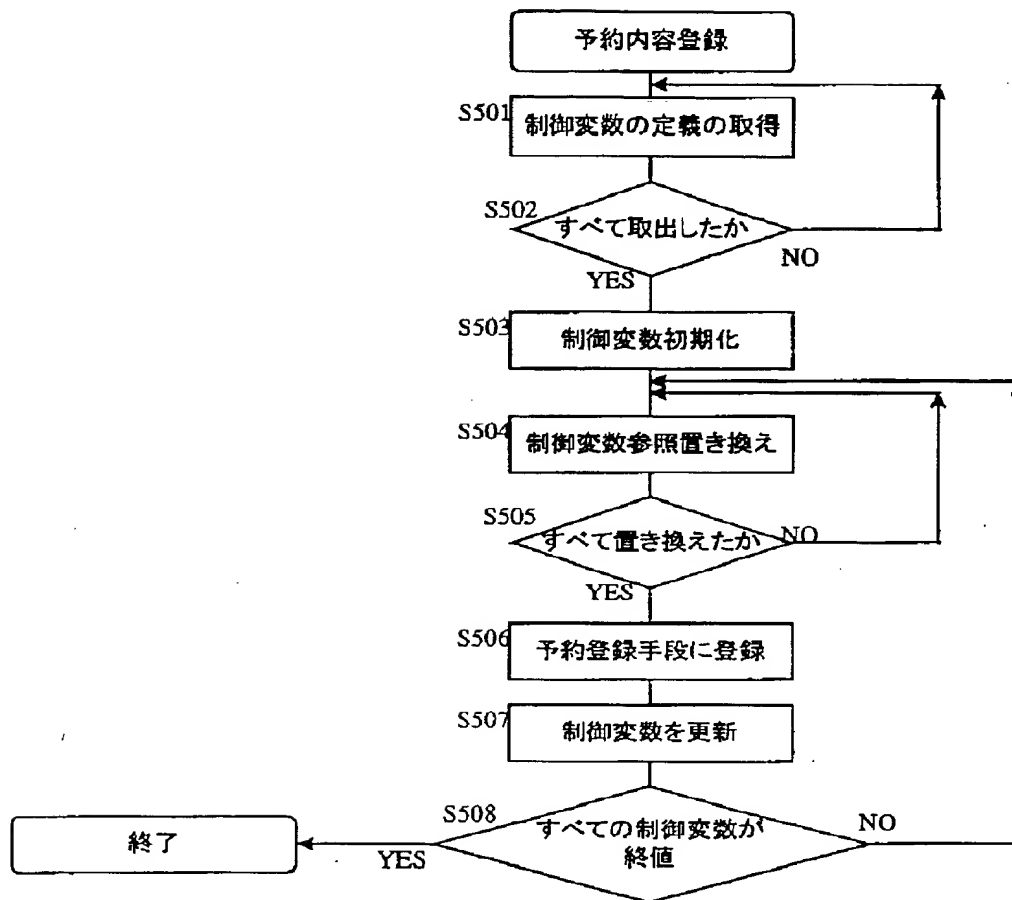 予約内容登録
S501
制御変数の定義の取得
S502
すべて取出したか
NO
YES
S503
制御変数初期化
S504
制御変数参照置き換え
S505
すべて置き換えたか
NO
YES
S506
予約登録手段に登録
S507
制御変数を更新
S508
すべての制御変数が
終値
NO
YES
終了